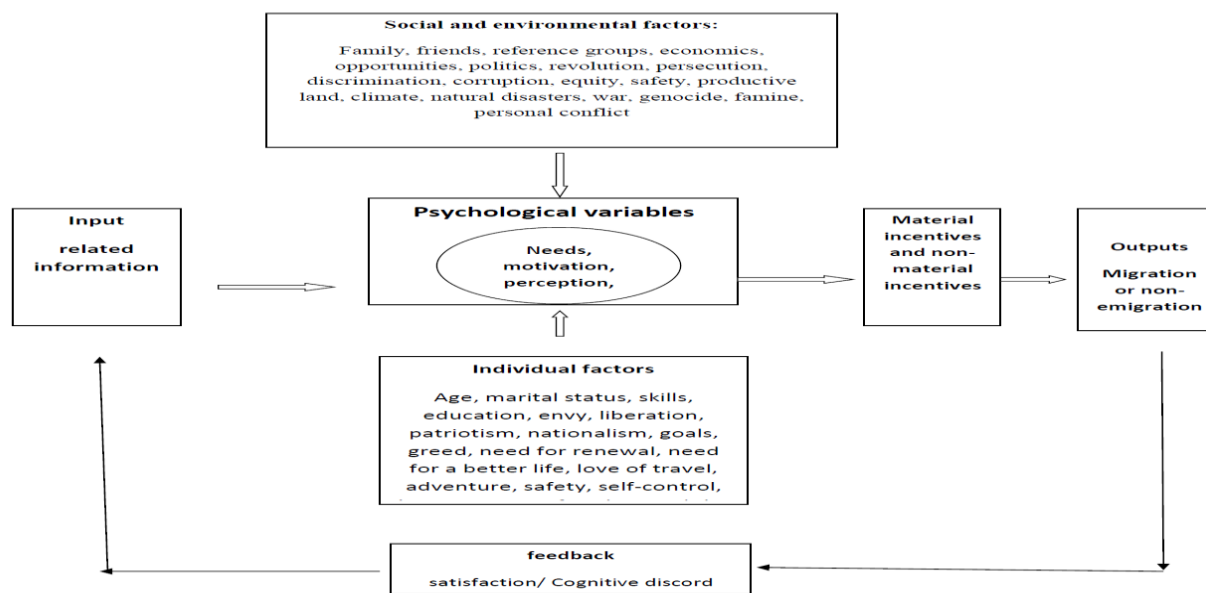 Social and environmental factors:
Family, friends, reference groups, economics,
opportunities, politics, revolution, persecution,
discrimination, corruption, equity, safety, productive
land, climate, natural disasters, war, genocide, famine,
personal conflict
Input
related
information
Psychological variables
Needs,
motivation,
perception,
Material
incentives
and non-
material
incentives
Outputs
Migration
or non-
emigration
Individual factors
Age, marital status, skills,
education, envy, liberation,
patriotism, nationalism, goals,
greed, need for renewal, need
for a better life, love of travel,
adventure, safety, self-control,
feedback
satisfaction/ Cognitive discord